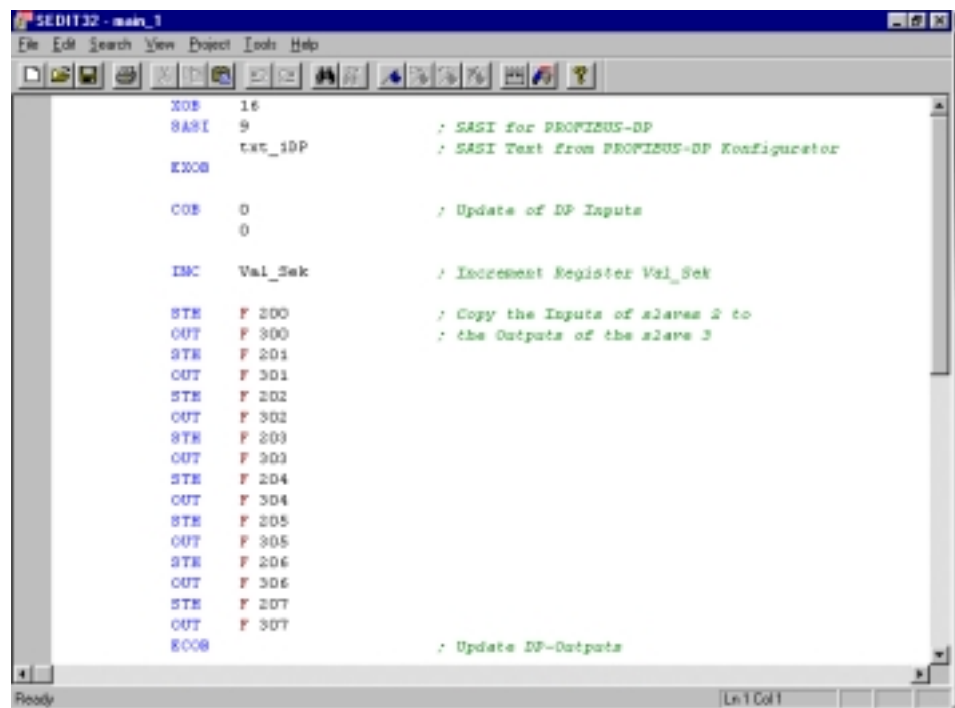 SEDIT32 - main_1
File Edit Search View Project Tools Help
XOB 16
SASI 9 ; SASI for PROFIBUS-DP
txt_iDP ; SASI Text from PROFIBUS-DP Konfigurator
EXOB
COB 0 ; Update of DP Inputs
0
INC Val_Sek ; Increment Register Val_Sek
STH F 200 ; Copy the Inputs of slaves 2 to
OUT F 300 ; the Outputs of the slave 3
STH F 201
OUT F 301
STH F 202
OUT F 302
STH F 203
OUT F 303
STH F 204
OUT F 304
STH F 205
OUT F 305
STH F 206
OUT F 306
STH F 207
OUT F 307
ECOB ; Update DP-Outputs
Ready Ln 1 Col 1